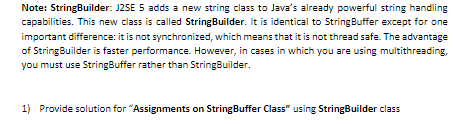 Note: StringBuilder: J2SE 5 adds a new string class to Java's already powerful string handling
capabilities. This new class is called StringBuilder. It is identical to StringBuffer except for one
important difference: it is not synchronized, which means that it is not thread safe. The advantage
of StringBuilder is faster performance. However, in cases in which you are using multithreading,
you must use StringBuffer rather than StringBuilder.
1) Provide solution for "Assignments on StringBuffer Class" using StringBuilder class